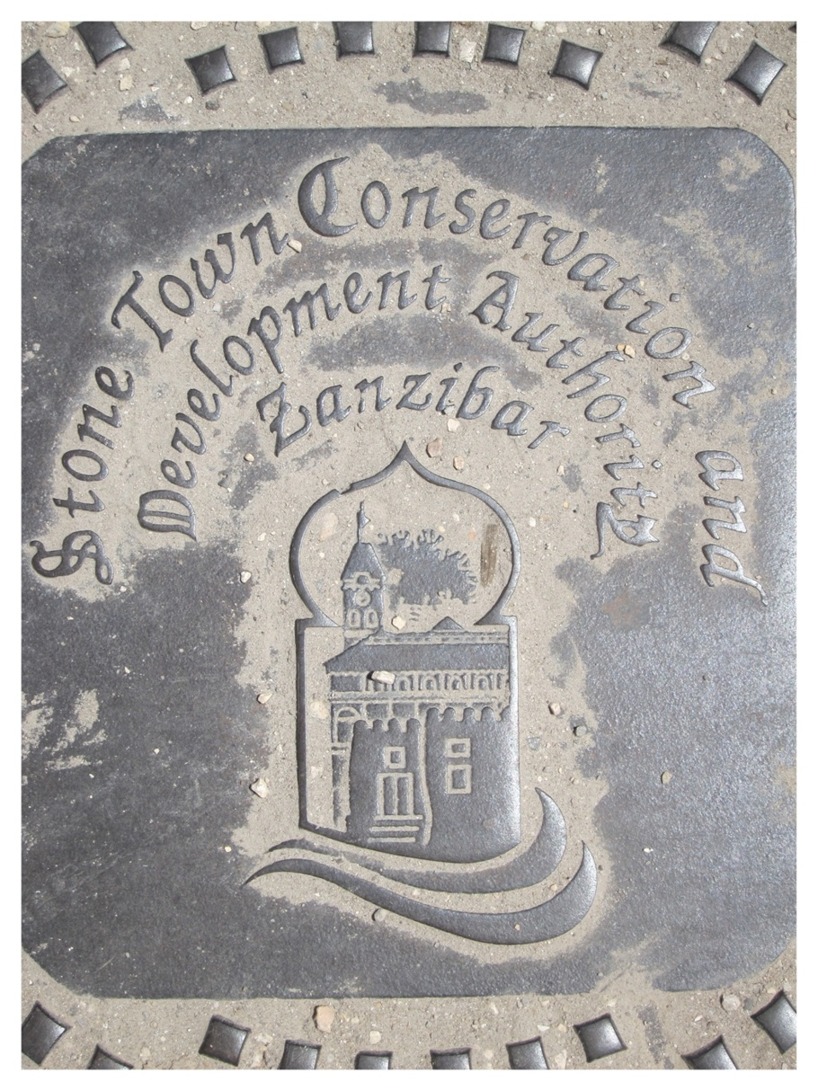 Stone Town Conservation and
Development Authority
Zanzibar